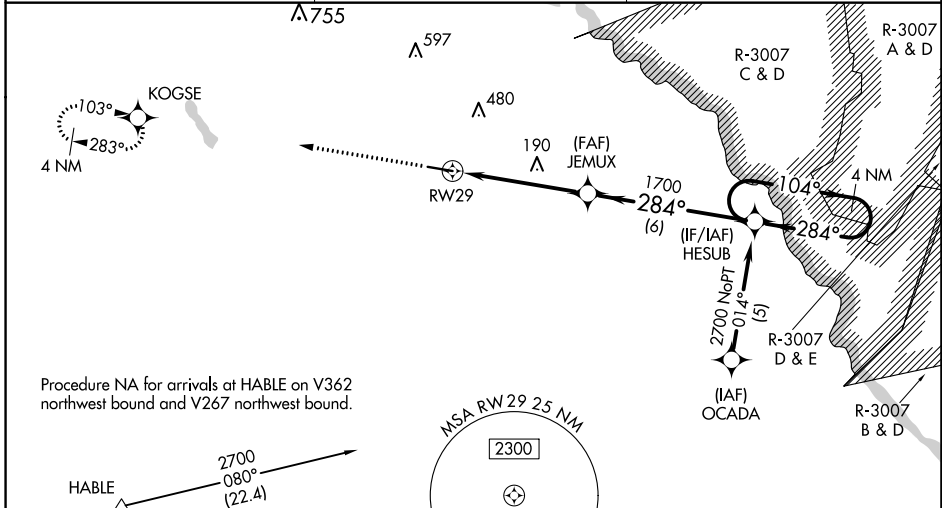 755
597
480
190
R-3007
A & D
R-3007
C & D
KOGSE
103°
283°
4 NM
(FAF)
JEMUX
RW29
1700
284°
(6)
(IF/IAF)
HESUB
104°
4 NM
284°
2700 NoPT
014°
(5)
(IAF)
OCADA
R-3007
D & E
R-3007
B & D
Procedure NA for arrivals at HABLE on V362
northwest bound and V267 northwest bound.
HABLE
2700
080°
(22.4)
MSA RW29 25 NM
2300